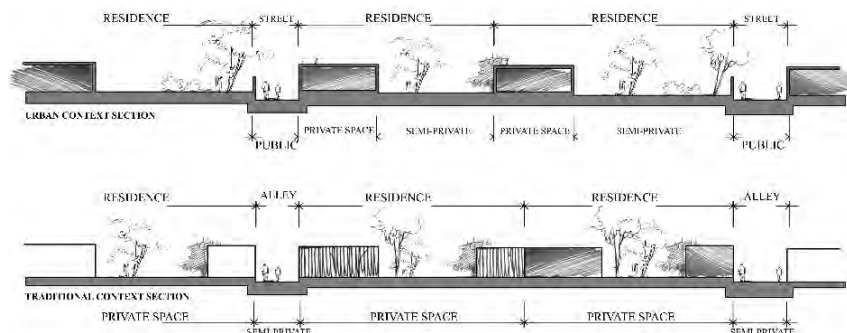 RESIDENCE STREET RESIDENCE RESIDENCE STREET
URBAN CONTEXT SECTION
PRIVATE SPACE SEMI-PRIVATE PRIVATE SPACE SEMI-PRIVATE
PUBLIC PUBLIC
RESIDENCE ALLEY RESIDENCE RESIDENCE ALLEY
TRADITIONAL CONTEXT SECTION
PRIVATE SPACE PRIVATE SPACE PRIVATE SPACE
SEMI-PRIVATE SEMI-PRIVATE